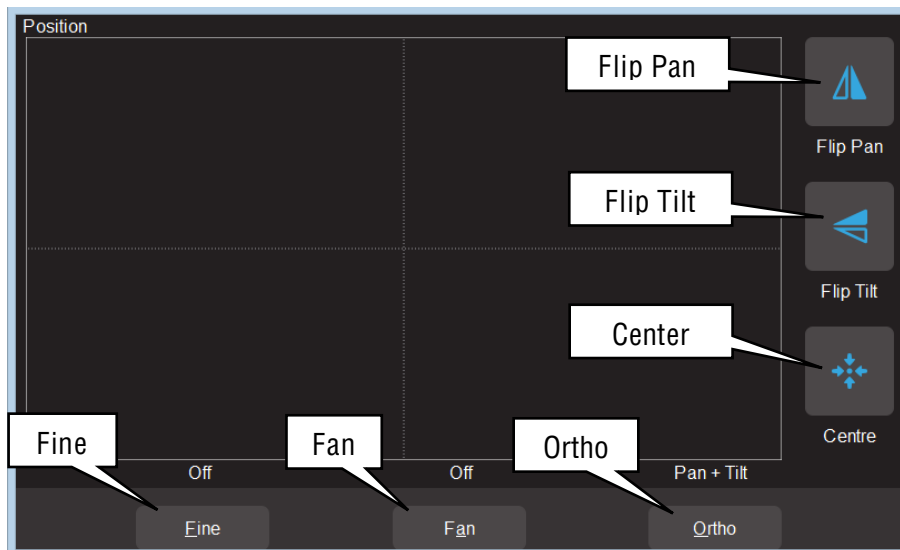 Position
Flip Pan
Flip Pan
Flip Tilt
Flip Tilt
Center
Centre
Fine
Fan
Ortho
Off
Off
Pan + Tilt
Fine
Fan
Ortho